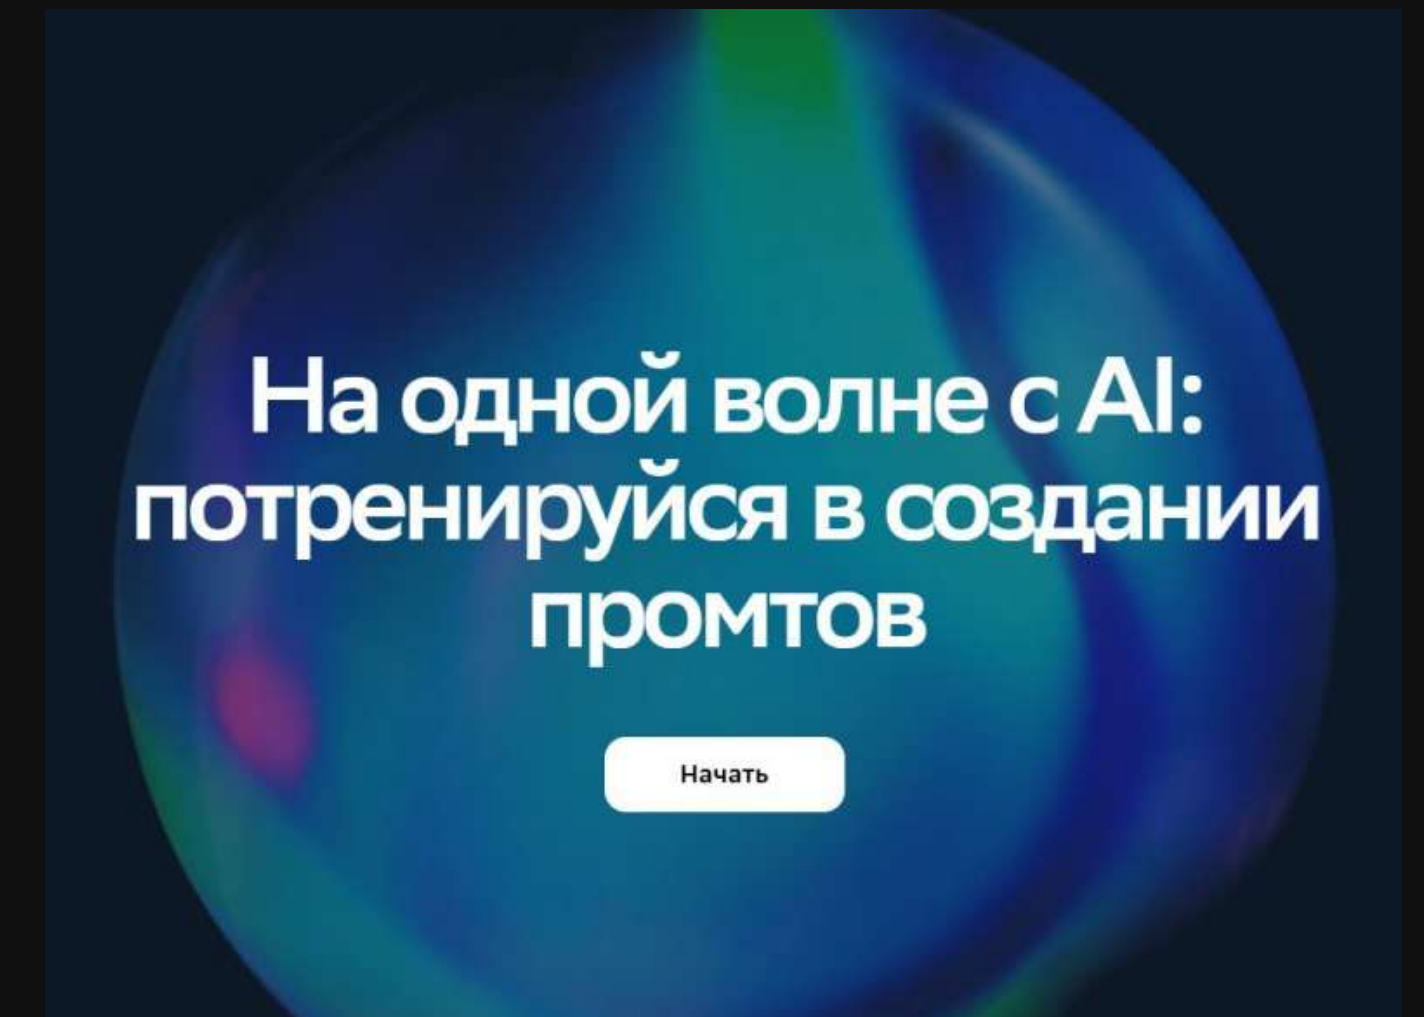 На одной волне с AI:
потренируйся в создании
промтов
Начать